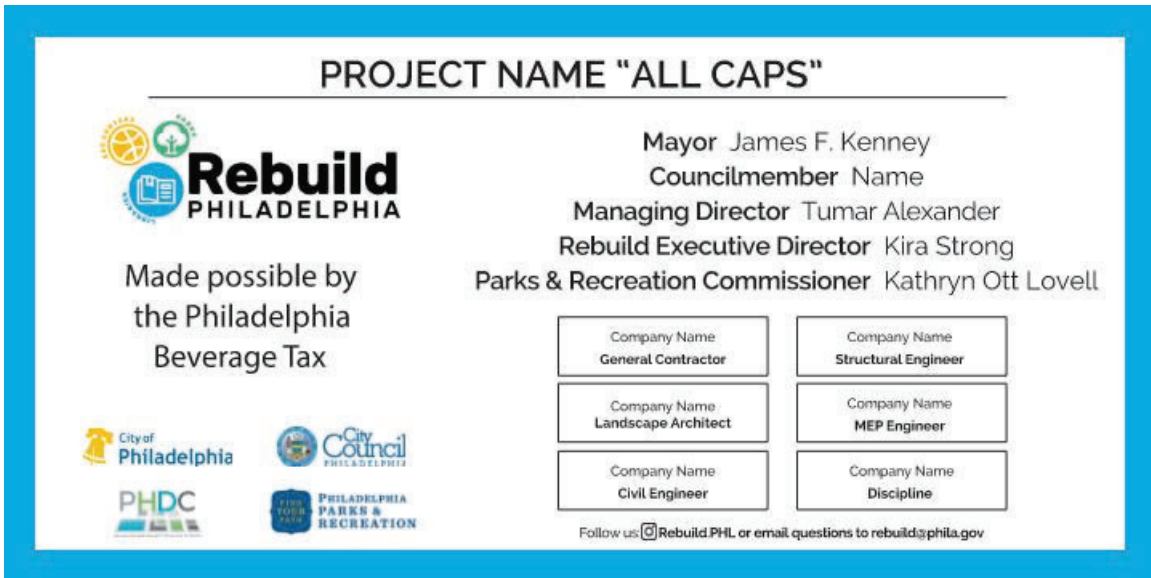 PROJECT NAME “ALL CAPS”
Rebuild
PHILADELPHIA
Made possible by
the Philadelphia
Beverage Tax
Mayor James F. Kenney
Councilmember Name
Managing Director Tumar Alexander
Rebuild Executive Director Kira Strong
Parks & Recreation Commissioner Kathryn Ott Lovell
Company Name
General Contractor
Company Name
Structural Engineer
Company Name
Landscape Architect
Company Name
MEP Engineer
Company Name
Civil Engineer
Company Name
Discipline
City of
Philadelphia
City
Council
PHILADELPHIA
PHDC
FIND
YOUR
PATH
PHILADELPHIA
PARKS &
RECREATION
Follow us: Rebuild.PHL or email questions to rebuild@phila.gov